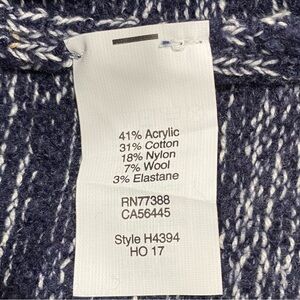 41% Acrylic
31% Cotton
18% Nylon
7% Wool
3% Elastane
RN77388
CA56445
Style H4394
HO 17